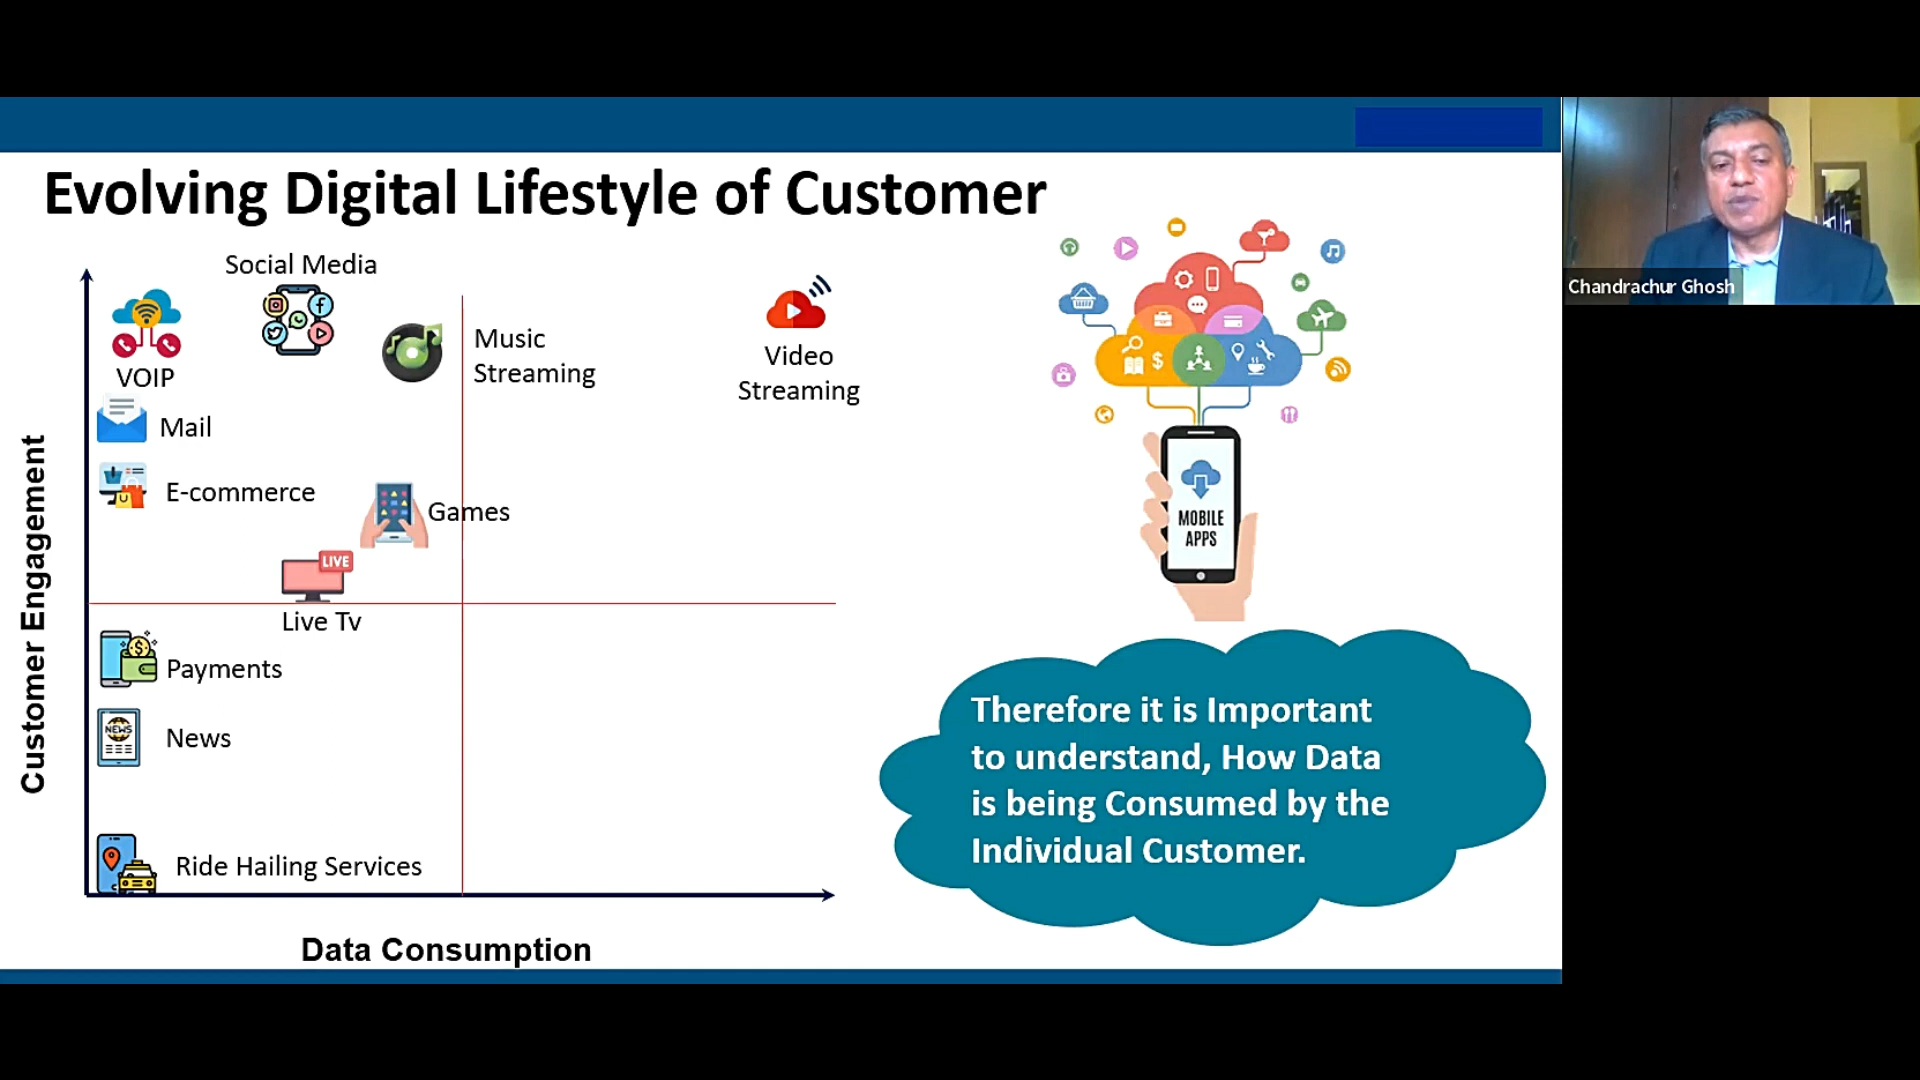 Evolving Digital Lifestyle of Customer
Chandrachur Ghosh
Social Media
VOIP
Music
Streaming
Video
Streaming
Mail
E-commerce
Games
LIVE
Live Tv
Payments
NEWS
News
Ride Hailing Services
Customer Engagement
Data Consumption
MOBILE
APPS
Therefore it is Important
to understand, How Data
is being Consumed by the
Individual Customer.